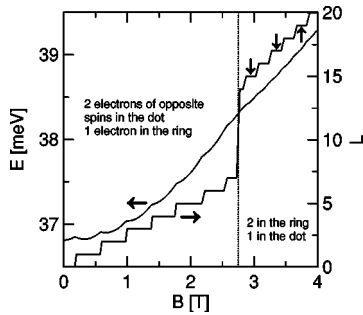 39
38
37
E [meV]
2 electrons of opposite
spins in the dot
1 electron in the ring
2 in the ring
1 in the dot
20
15
10
5
0
L
0
1
2
3
4
B [T]